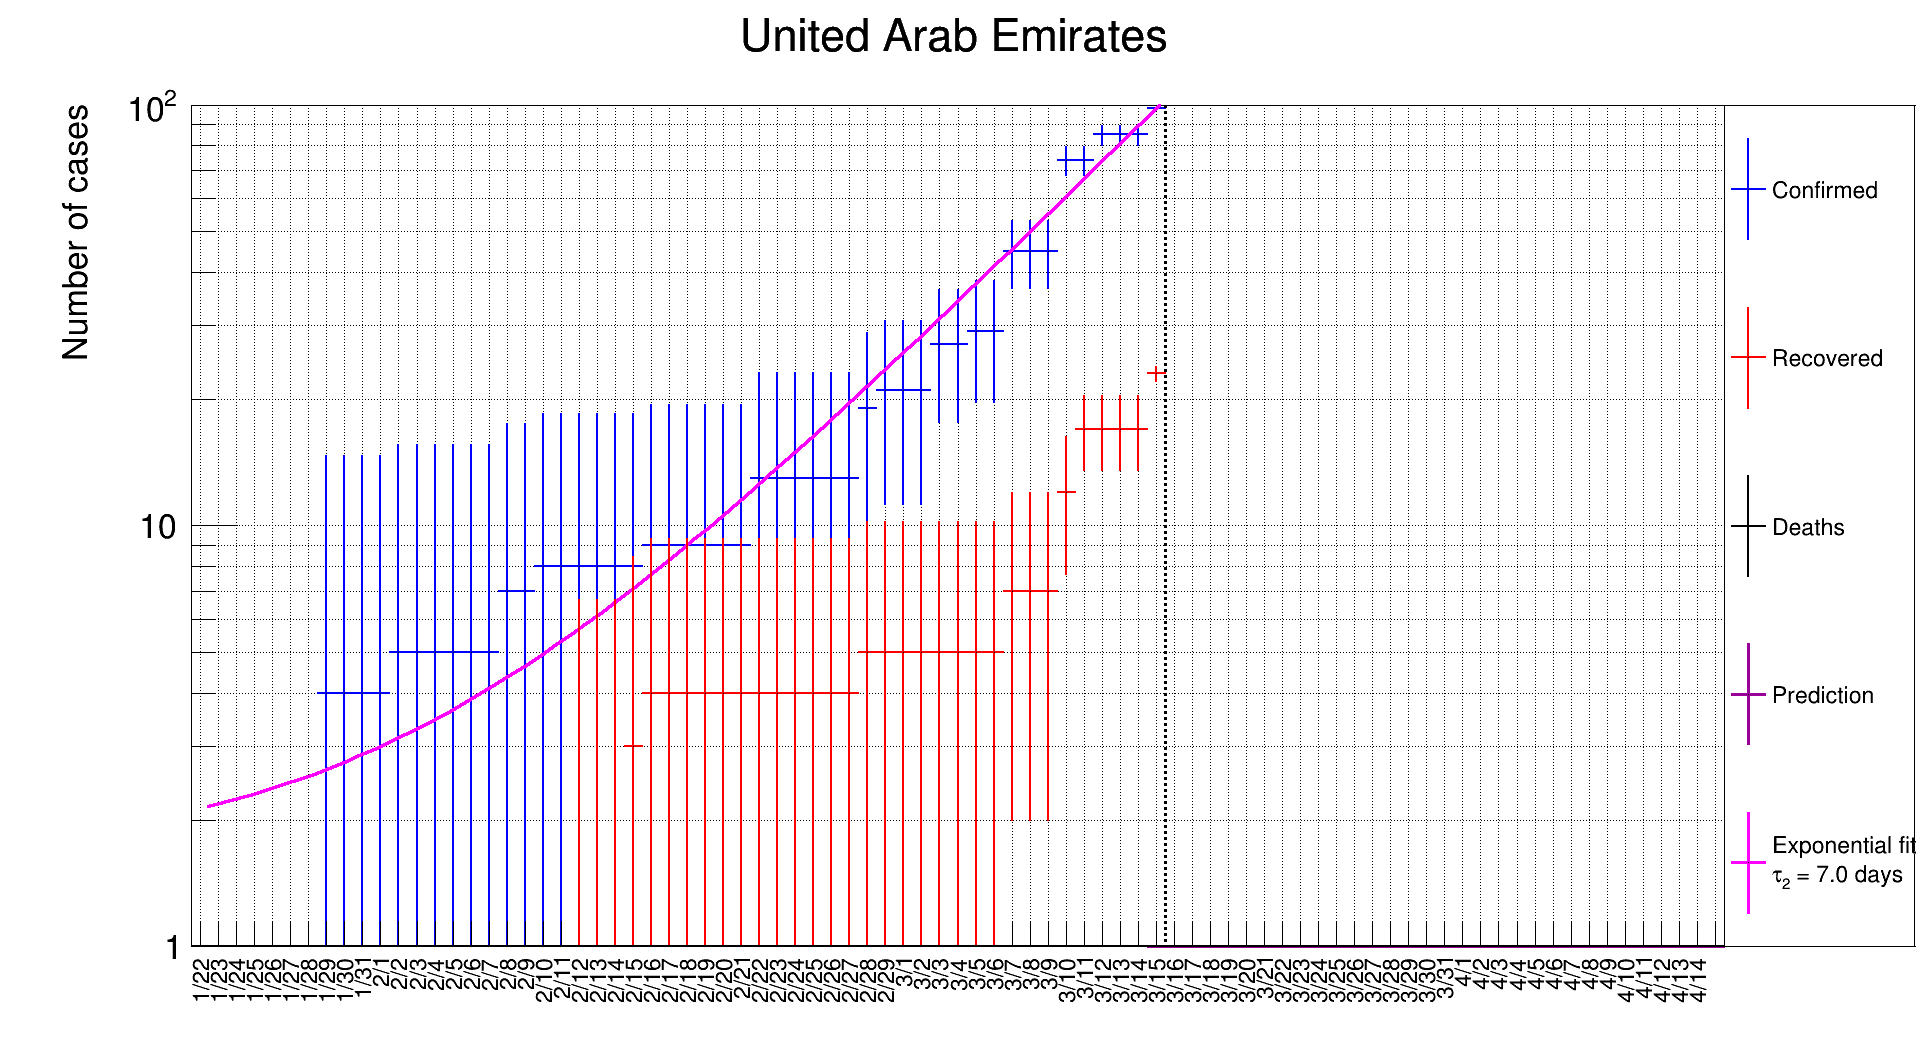 United Arab Emirates
Number of cases
10²
10
1
1/22 1/23 1/24 1/25 1/26 1/27 1/28 1/29 1/30 1/31 2/1 2/2 2/3 2/4 2/5 2/6 2/7 2/8 2/9 2/10 2/11 2/12 2/13 2/14 2/15 2/16 2/17 2/18 2/19 2/20 2/21 2/22 2/23 2/24 2/25 2/26 2/27 2/28 2/29 3/1 3/2 3/3 3/4 3/5 3/6 3/7 3/8 3/9 3/10 3/11 3/12 3/13 3/14 3/15 3/16 3/17 3/18 3/19 3/20 3/21 3/22 3/23 3/24 3/25 3/26 3/27 3/28 3/29 3/30 3/31 4/1 4/2 4/3 4/4 4/5 4/6 4/7 4/8 4/9 4/10 4/11 4/12 4/13 4/14
Confirmed
Recovered
Deaths
Prediction
Exponential fit
τ₂ = 7.0 days